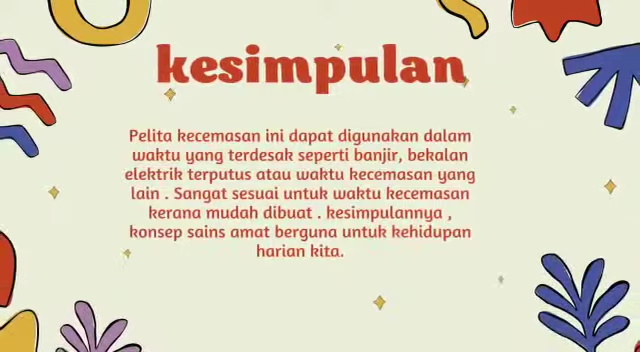 kesimpulan
Pelita kecemasan ini dapat digunakan dalam
waktu yang terdesak seperti banjir, bekalan
elektrik terputus atau waktu kecemasan yang
lain . Sangat sesuai untuk waktu kecemasan
kerana mudah dibuat . kesimpulannya ,
konsep sains amat berguna untuk kehidupan
harian kita.